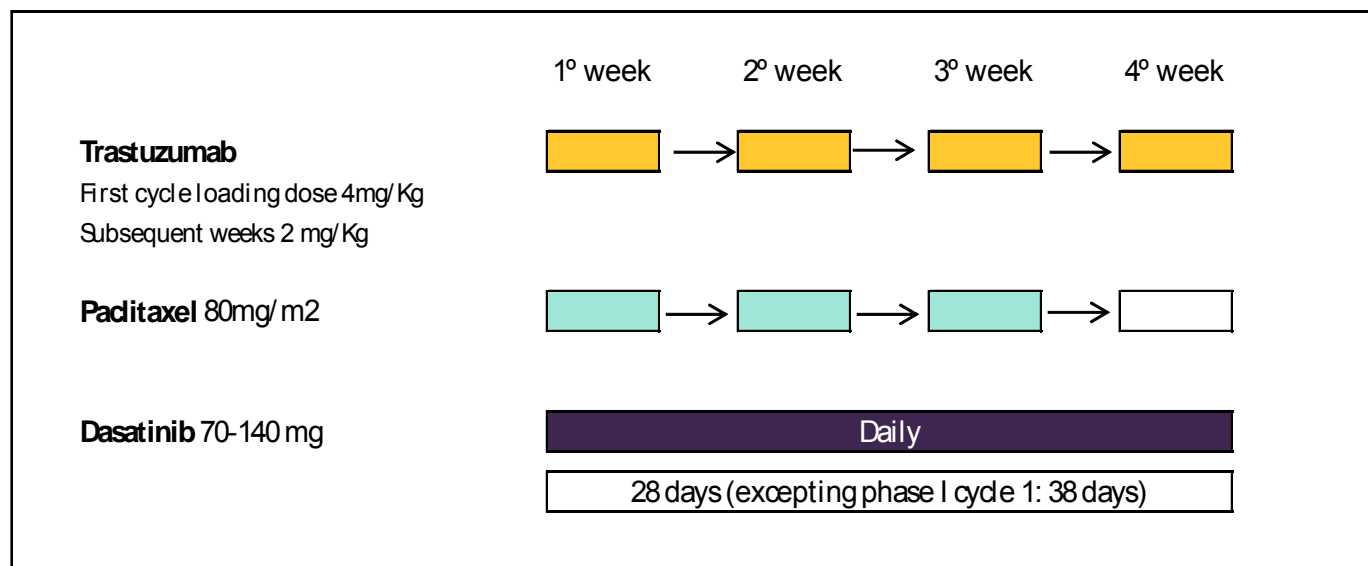 1º week 2º week 3º week 4º week
Trastuzumab
First cycle loading dose 4mg/Kg
Subsequent weeks 2 mg/Kg
Paclitaxel 80mg/m2
Dasatinib 70-140 mg
Daily
28 days (excepting phase I cycle 1: 38 days)